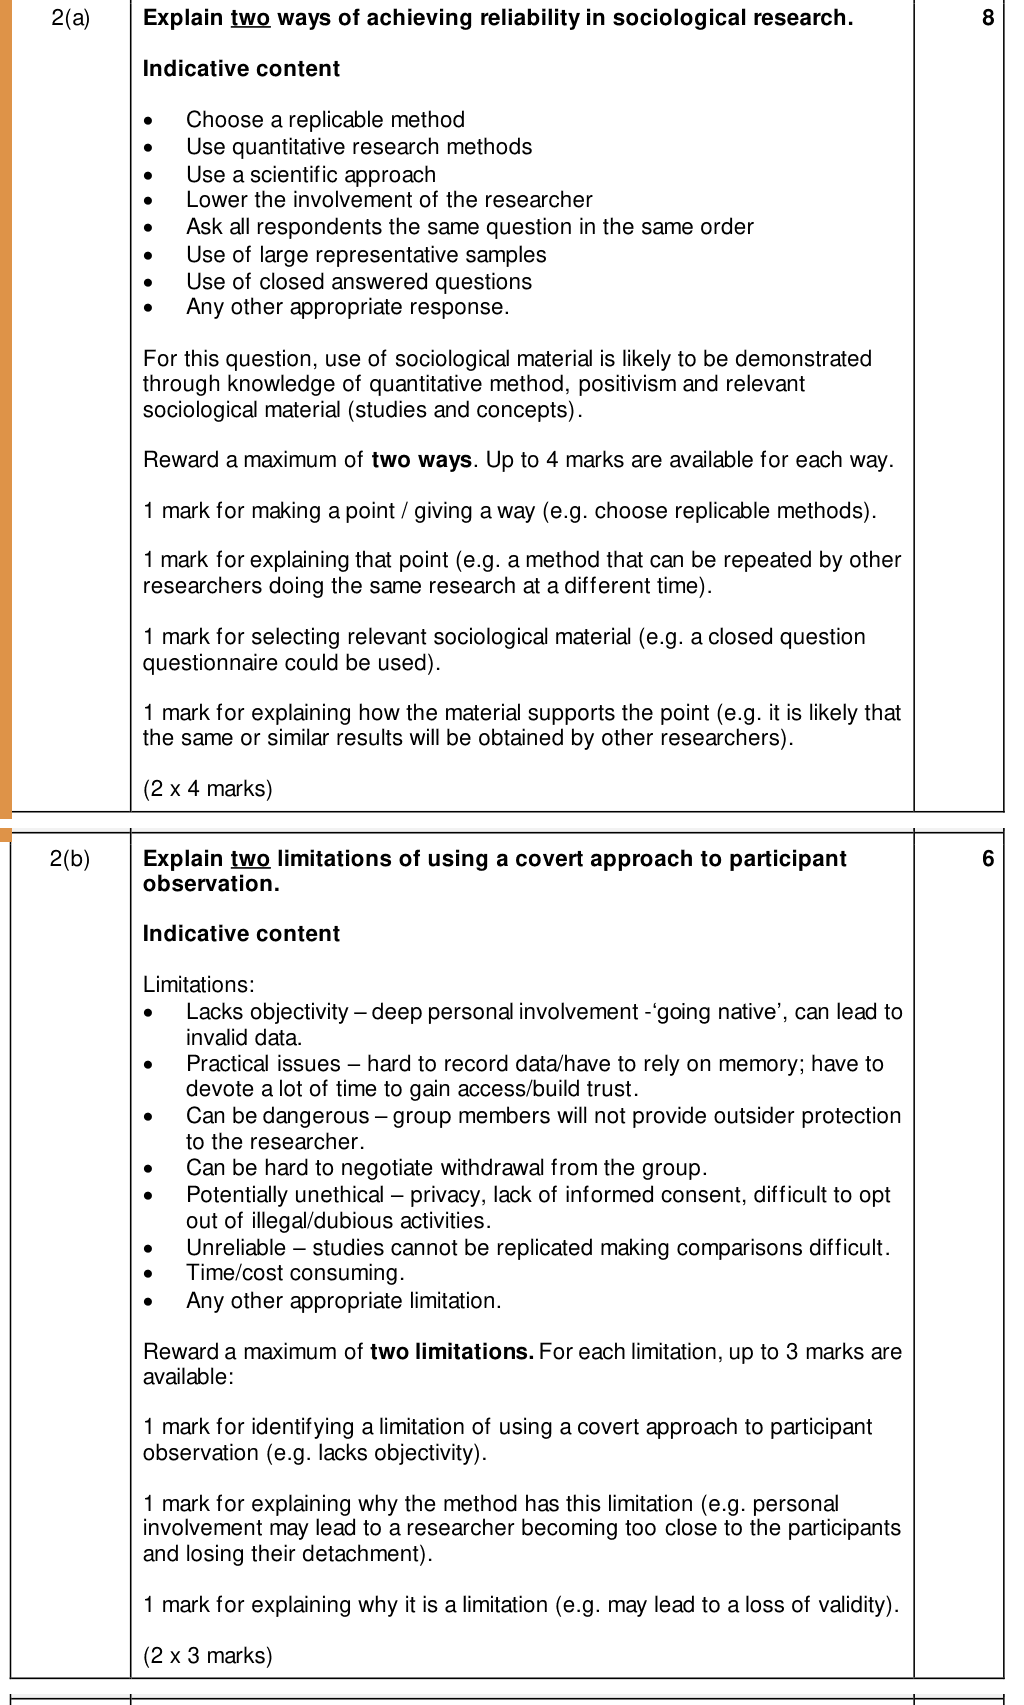 2(a)
Explain two ways of achieving reliability in sociological research.
8
Indicative content
• Choose a replicable method
• Use quantitative research methods
• Use a scientific approach
• Lower the involvement of the researcher
• Ask all respondents the same question in the same order
• Use of large representative samples
• Use of closed answered questions
• Any other appropriate response.
For this question, use of sociological material is likely to be demonstrated
through knowledge of quantitative method, positivism and relevant
sociological material (studies and concepts).
Reward a maximum of two ways. Up to 4 marks are available for each way.
1 mark for making a point / giving a way (e.g. choose replicable methods).
1 mark for explaining that point (e.g. a method that can be repeated by other
researchers doing the same research at a different time).
1 mark for selecting relevant sociological material (e.g. a closed question
questionnaire could be used).
1 mark for explaining how the material supports the point (e.g. it is likely that
the same or similar results will be obtained by other researchers).
(2 x 4 marks)
2(b)
Explain two limitations of using a covert approach to participant
observation.
6
Indicative content
Limitations:
• Lacks objectivity – deep personal involvement -‘going native’, can lead to
invalid data.
• Practical issues – hard to record data/have to rely on memory; have to
devote a lot of time to gain access/build trust.
• Can be dangerous – group members will not provide outsider protection
to the researcher.
• Can be hard to negotiate withdrawal from the group.
• Potentially unethical – privacy, lack of informed consent, difficult to opt
out of illegal/dubious activities.
• Unreliable – studies cannot be replicated making comparisons difficult.
• Time/cost consuming.
• Any other appropriate limitation.
Reward a maximum of two limitations. For each limitation, up to 3 marks are
available:
1 mark for identifying a limitation of using a covert approach to participant
observation (e.g. lacks objectivity).
1 mark for explaining why the method has this limitation (e.g. personal
involvement may lead to a researcher becoming too close to the participants
and losing their detachment).
1 mark for explaining why it is a limitation (e.g. may lead to a loss of validity).
(2 x 3 marks)